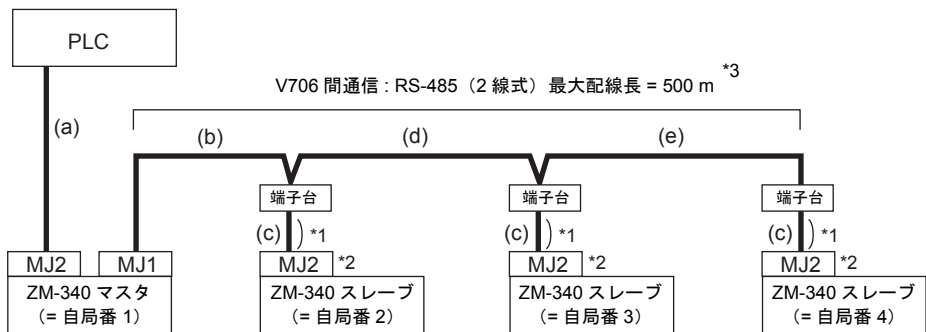 PLC
V706 間通信 : RS-485（2 線式）最大配線長 = 500 m *3
(a)
(b)
(d)
(e)
端子台
端子台
端子台
(c)
*1
(c)
*1
(c)
*1
MJ2
MJ1
MJ2
*2
MJ2
*2
MJ2
*2
ZM-340 マスタ
（= 自局番 1）
ZM-340 スレーブ
（= 自局番 2）
ZM-340 スレーブ
（= 自局番 3）
ZM-340 スレーブ
（= 自局番 4）